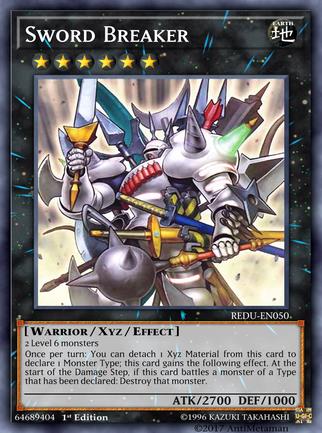 Sword Breaker
EARTH
地
REDU-EN050
[Warrior / Xyz / Effect]
2 Level 6 monsters
Once per turn: You can detach 1 Xyz Material from this card to
declare 1 Monster Type; this card gains the following effect. At the
start of the Damage Step, if this card battles a monster of a Type
that has been declared: Destroy that monster.
ATK/2700 DEF/1000
64689404 1st Edition ©1996 KAZUKI TAKAHASHI
©2017 AntiMetaman